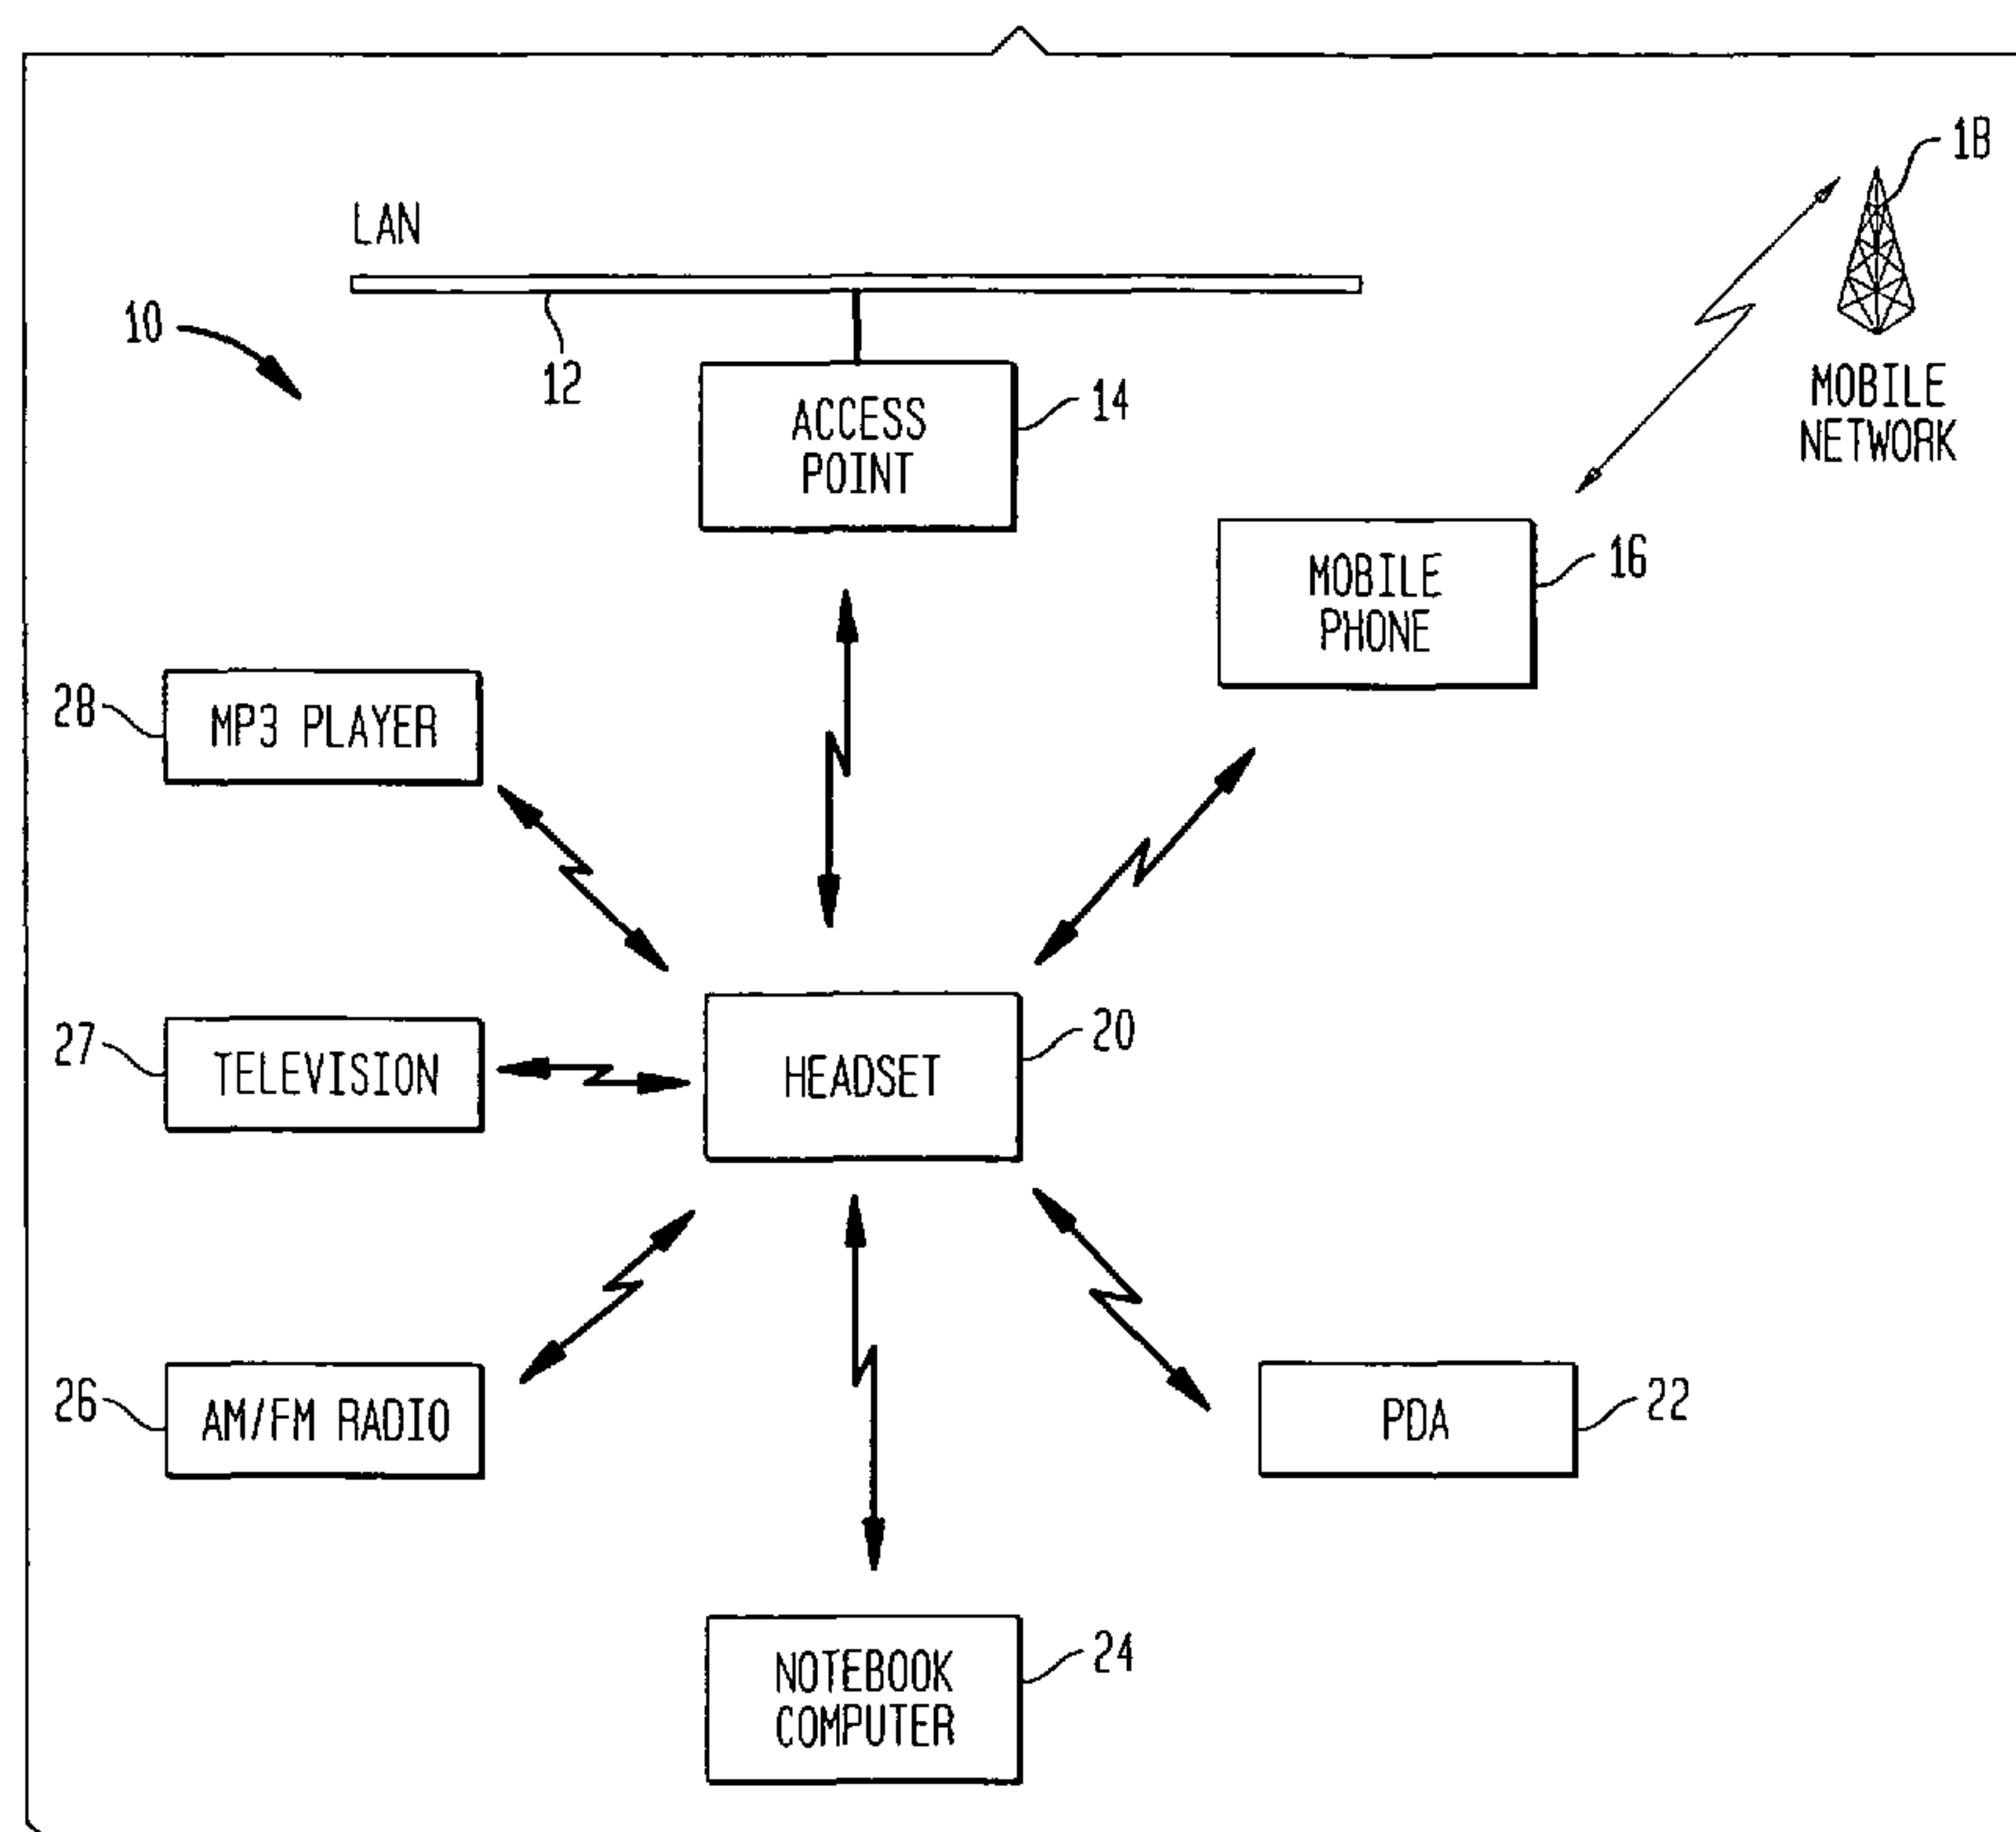 18
LAN
10
12
MOBILE
NETWORK
ACCESS
POINT
14
MOBILE
PHONE
16
28
MP3 PLAYER
27
TELEVISION
HEADSET
20
26
AM/FM RADIO
PDA
22
NOTEBOOK
COMPUTER
24